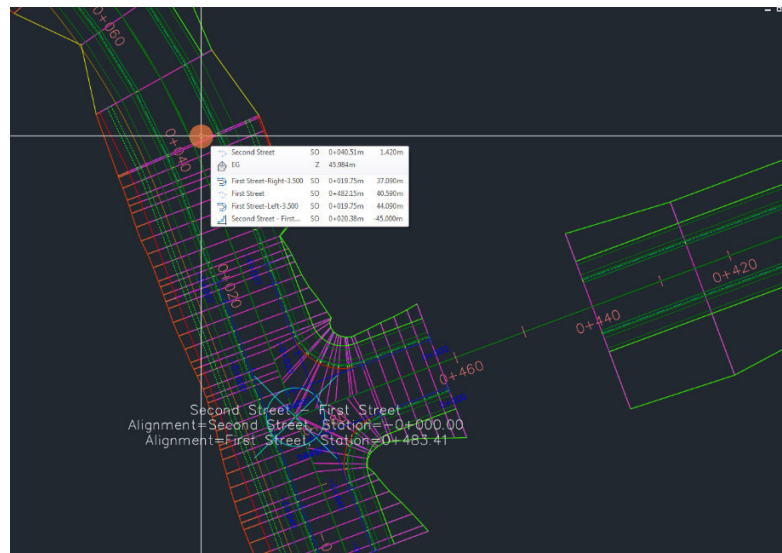 0+060
0+040
Second Street SO 0+040.51m 1.420m
EG Z 43.984m
First Street-Right-3.500 SO 0+019.75m 37.090m
First Street SO 0+482.15m 40.590m
First Street-Left-3.500 SO 0+019.75m 44.090m
Second Street - First... SO 0+020.38m -45.000m
0+020
0+420
0+440
0+460
Second Street - First Street
Alignment=Second Street, Station=-0+000.00
Alignment=First Street, Station=0+483.41